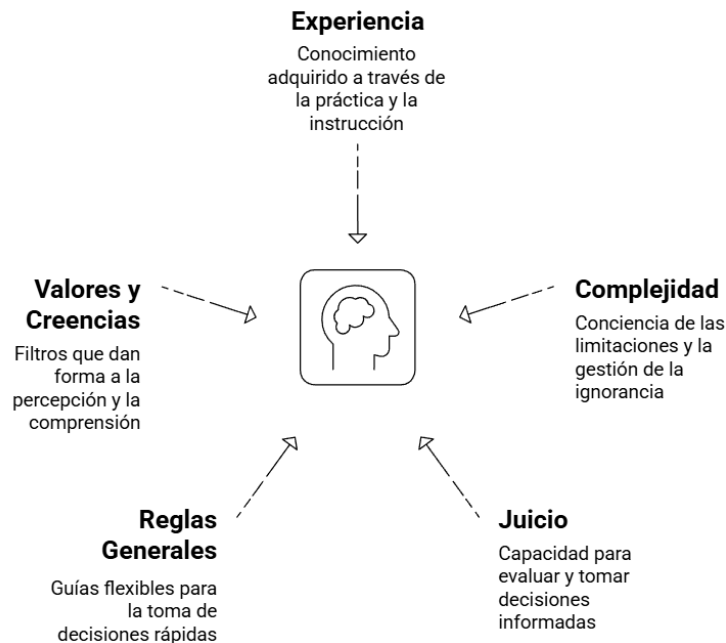 Experiencia
Conocimiento
adquirido a través de
la práctica y la
instrucción
Valores y
Creencias
Filtros que dan
forma a la
percepción y la
comprensión
Complejidad
Conciencia de las
limitaciones y la
gestión de la
ignorancia
Reglas
Generales
Guías flexibles para
la toma de
decisiones rápidas
Juicio
Capacidad para
evaluar y tomar
decisiones
informadas